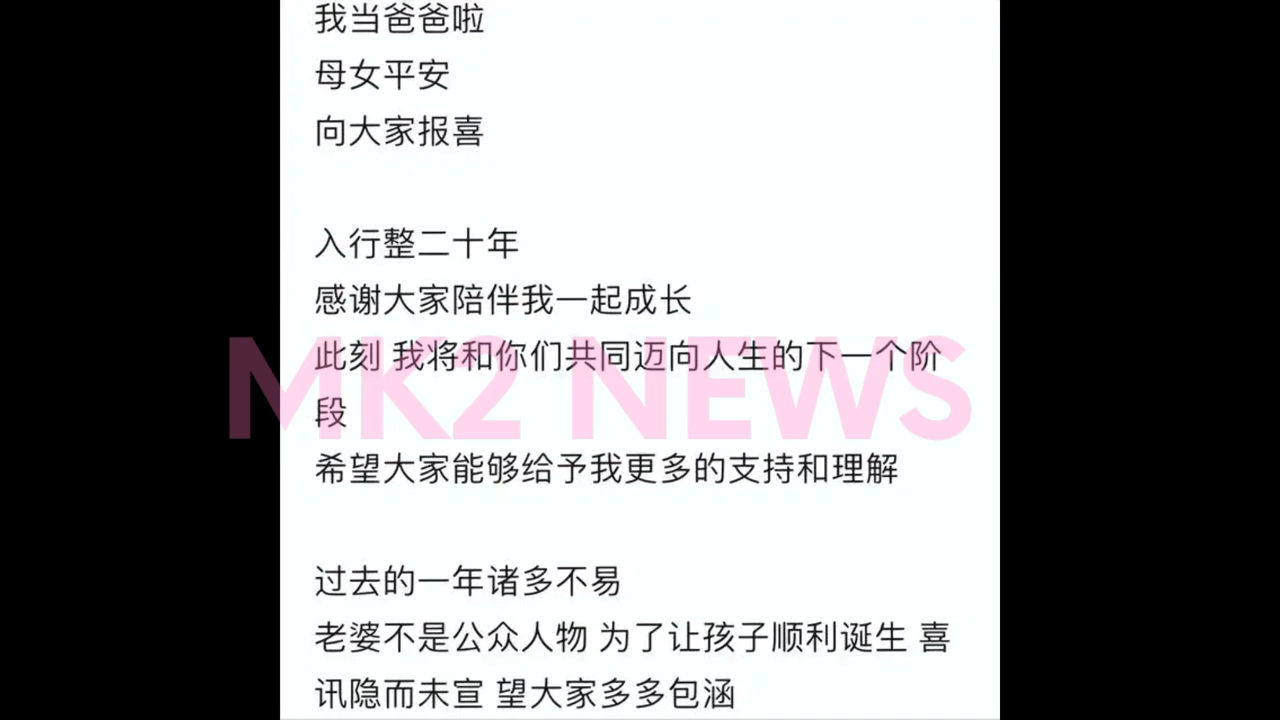 我当爸爸啦
母女平安
向大家报喜
入行整二十年
感谢大家陪伴我一起成长
此刻 我将和你们共同迈向人生的下一个阶
段
MK2 NEWS
希望大家能够给予我更多的支持和理解
过去的一年诸多不易
老婆不是公众人物 为了让孩子顺利诞生 喜
讯隐而未宣 望大家多多包涵